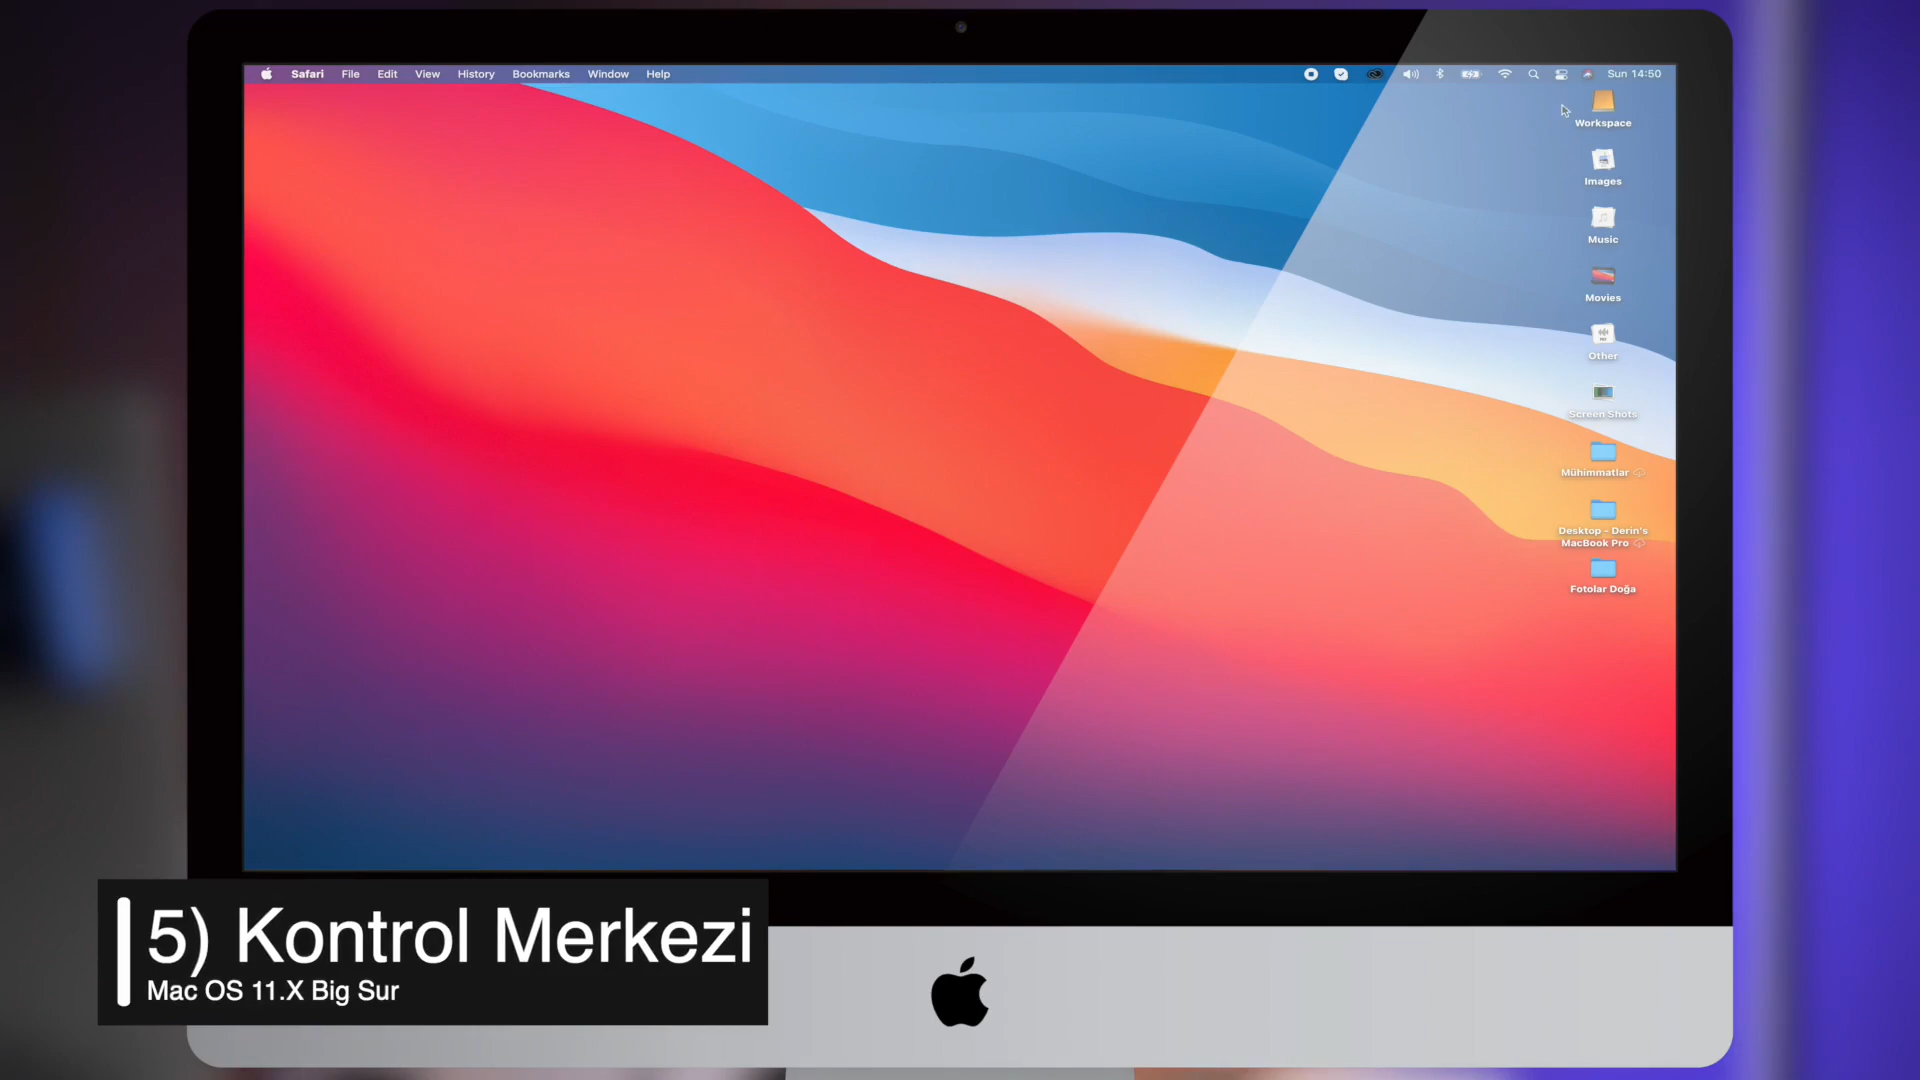 Safari File Edit View History Bookmarks Window Help Sun 14:50
Workspace
Images
Music
Movies
Other
Screen Shots
Mühimmatlar
Desktop - Derin's
MacBook Pro
Fotolar Doğa
5) Kontrol Merkezi
Mac OS 11.X Big Sur